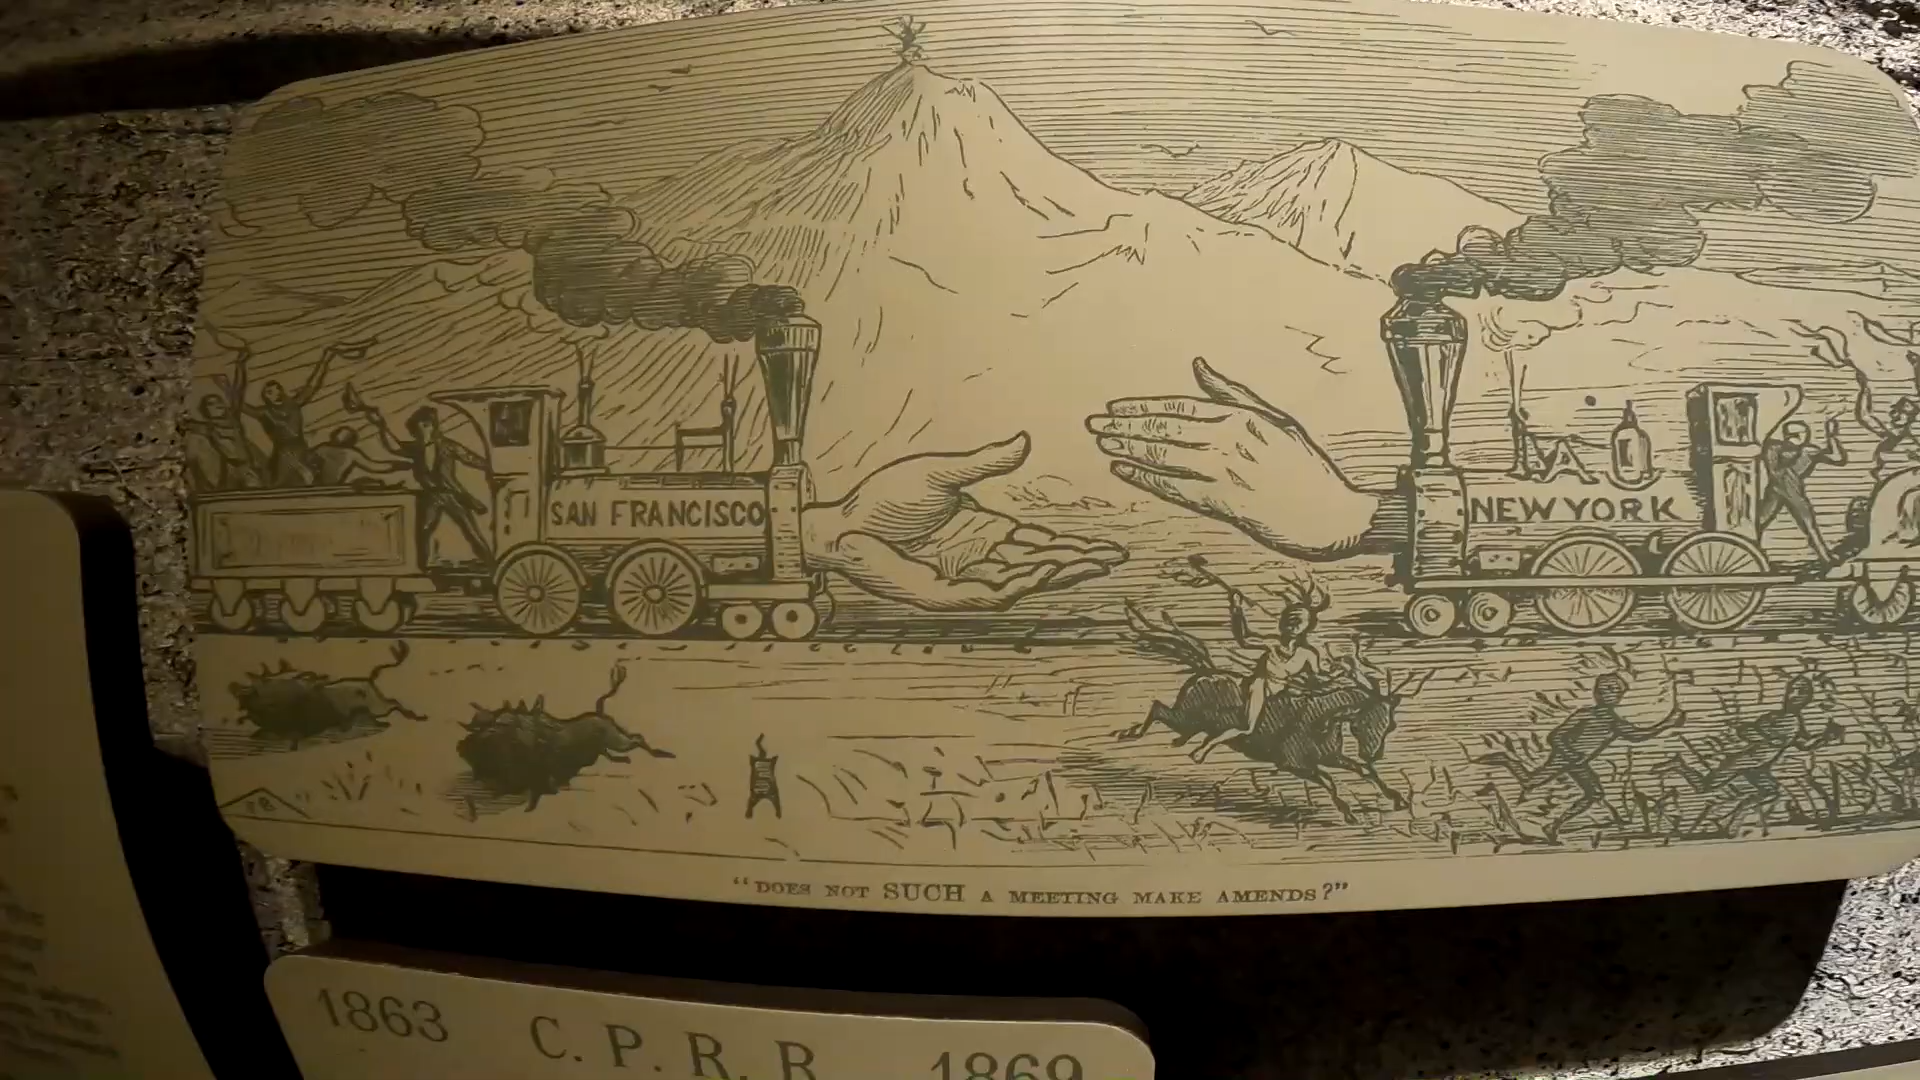 SAN FRANCISCO
NEW YORK
"DOES NOT SUCH A MEETING MAKE AMENDS?"
1863 C. P. R. R. 1869